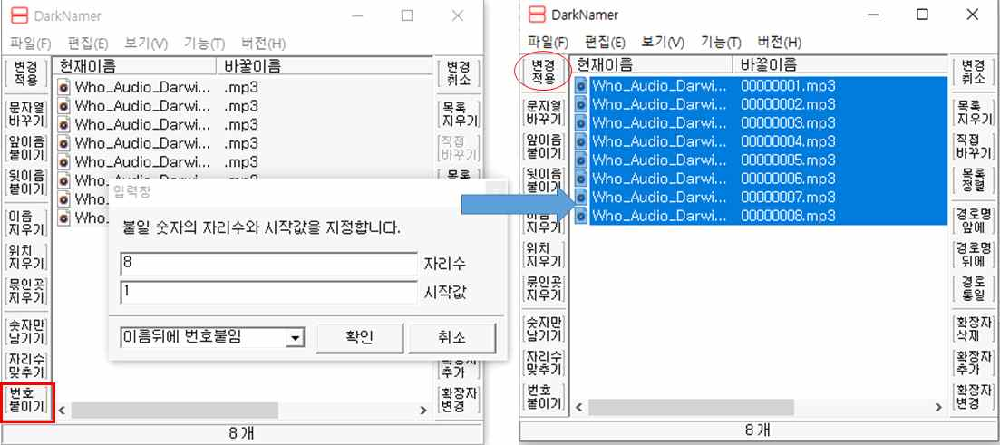 DarkNamer
파일(F) 편집(E) 보기(V) 기능(T) 버전(H)
변경
적용
현재이름 바꿀이름
변경
취소
Who_Audio_Darwi... .mp3
Who_Audio_Darwi... .mp3
Who_Audio_Darwi... .mp3
Who_Audio_Darwi... .mp3
Who_Audio_Darwi... .mp3
Who_Audio_Darwi... .mp3
Who_A
Who_A
문자열
바꾸기
앞이름
붙이기
뒷이름
붙이기
이름
지우기
위치
지우기
묶인곳
지우기
숫자만
남기기
자리수
맞추기
번호
붙이기
목록
지우기
직접
바꾸기
목록
입력창
붙일 숫자의 자리수와 시작값을 지정합니다.
8 자리수
1 시작값
이름뒤에 번호붙임 확인 취소
확장자
추가
확장자
변경
8 개
DarkNamer
파일(F) 편집(E) 보기(V) 기능(T) 버전(H)
변경
적용
현재이름 바꿀이름
변경
취소
Who_Audio_Darwi... 00000001.mp3
Who_Audio_Darwi... 00000002.mp3
Who_Audio_Darwi... 00000003.mp3
Who_Audio_Darwi... 00000004.mp3
Who_Audio_Darwi... 00000005.mp3
Who_Audio_Darwi... 00000006.mp3
Who_Audio_Darwi... 00000007.mp3
Who_Audio_Darwi... 00000008.mp3
문자열
바꾸기
앞이름
붙이기
뒷이름
붙이기
이름
지우기
위치
지우기
묶인곳
지우기
숫자만
남기기
자리수
맞추기
번호
붙이기
목록
지우기
직접
바꾸기
목록
정렬
경로명
앞에
경로명
뒤에
경로
통일
확장자
삭제
확장자
추가
확장자
변경
8 개